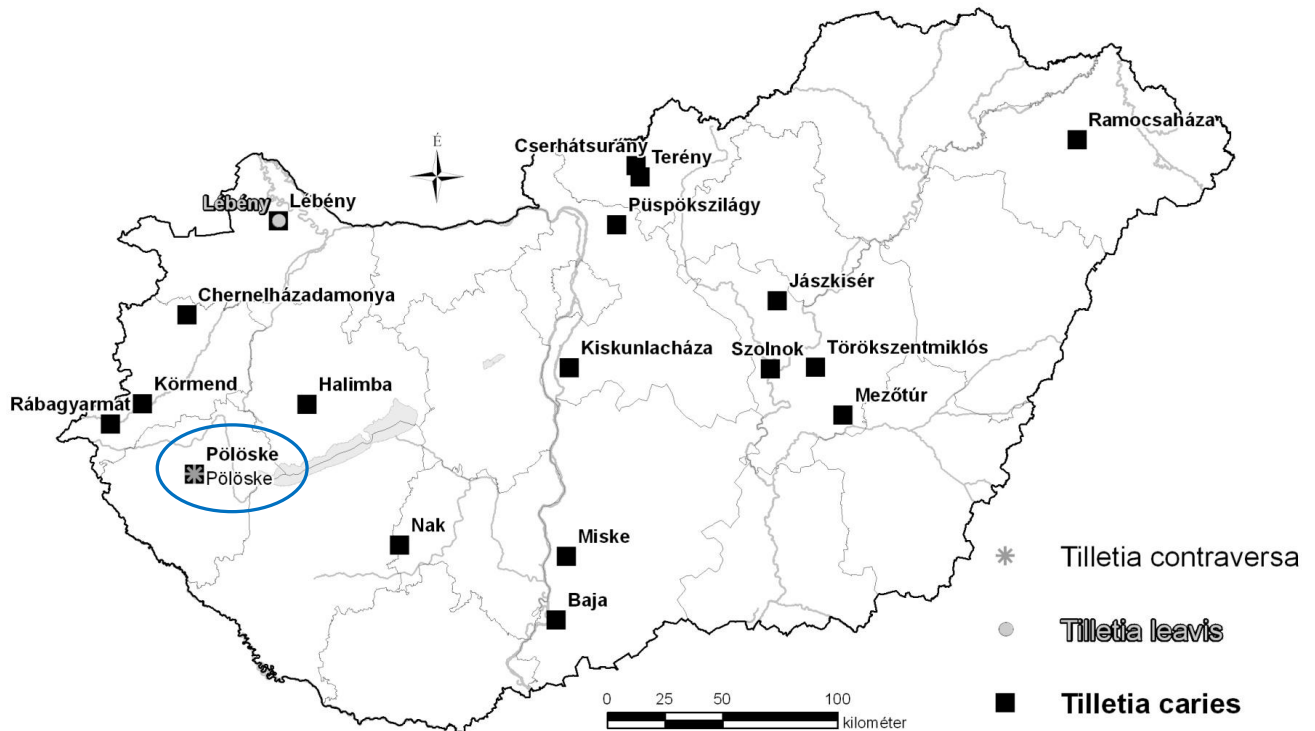 Ramocsaháza
É
Cserhátsurány
Terény
Lébény
Lébény
Püspökszilágy
Jászkisér
Chernelházadamonya
Kiskunlacháza
Szolnok
Törökszentmiklós
Körmend
Halimba
Rábagyarmát
Mezőtúr
Pölöske
Pölöske
Nak
Miske
Baja
Tilletia contraversa
Tilletia leavis
Tilletia caries
0 25 50 100
kilométer